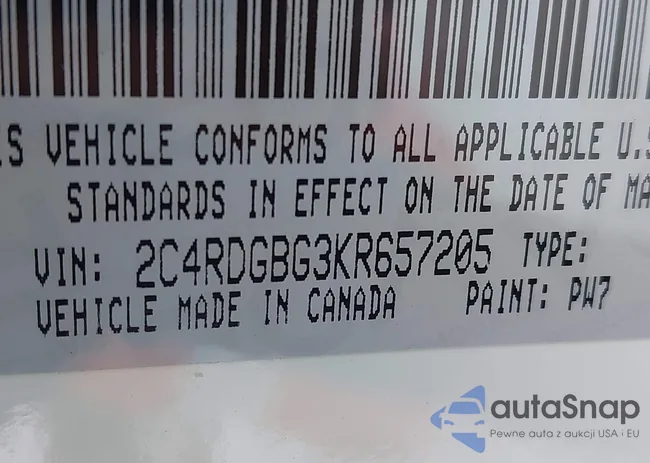 IS VEHICLE CONFORMS TO ALL APPLICABLE U.S
STANDARDS IN EFFECT ON THE DATE OF MA
VIN: 2C4RDGBG3KR657205 TYPE:
VEHICLE MADE IN CANADA PAINT: PW7
autaSnap
Pewne auta z aukcji USA i EU